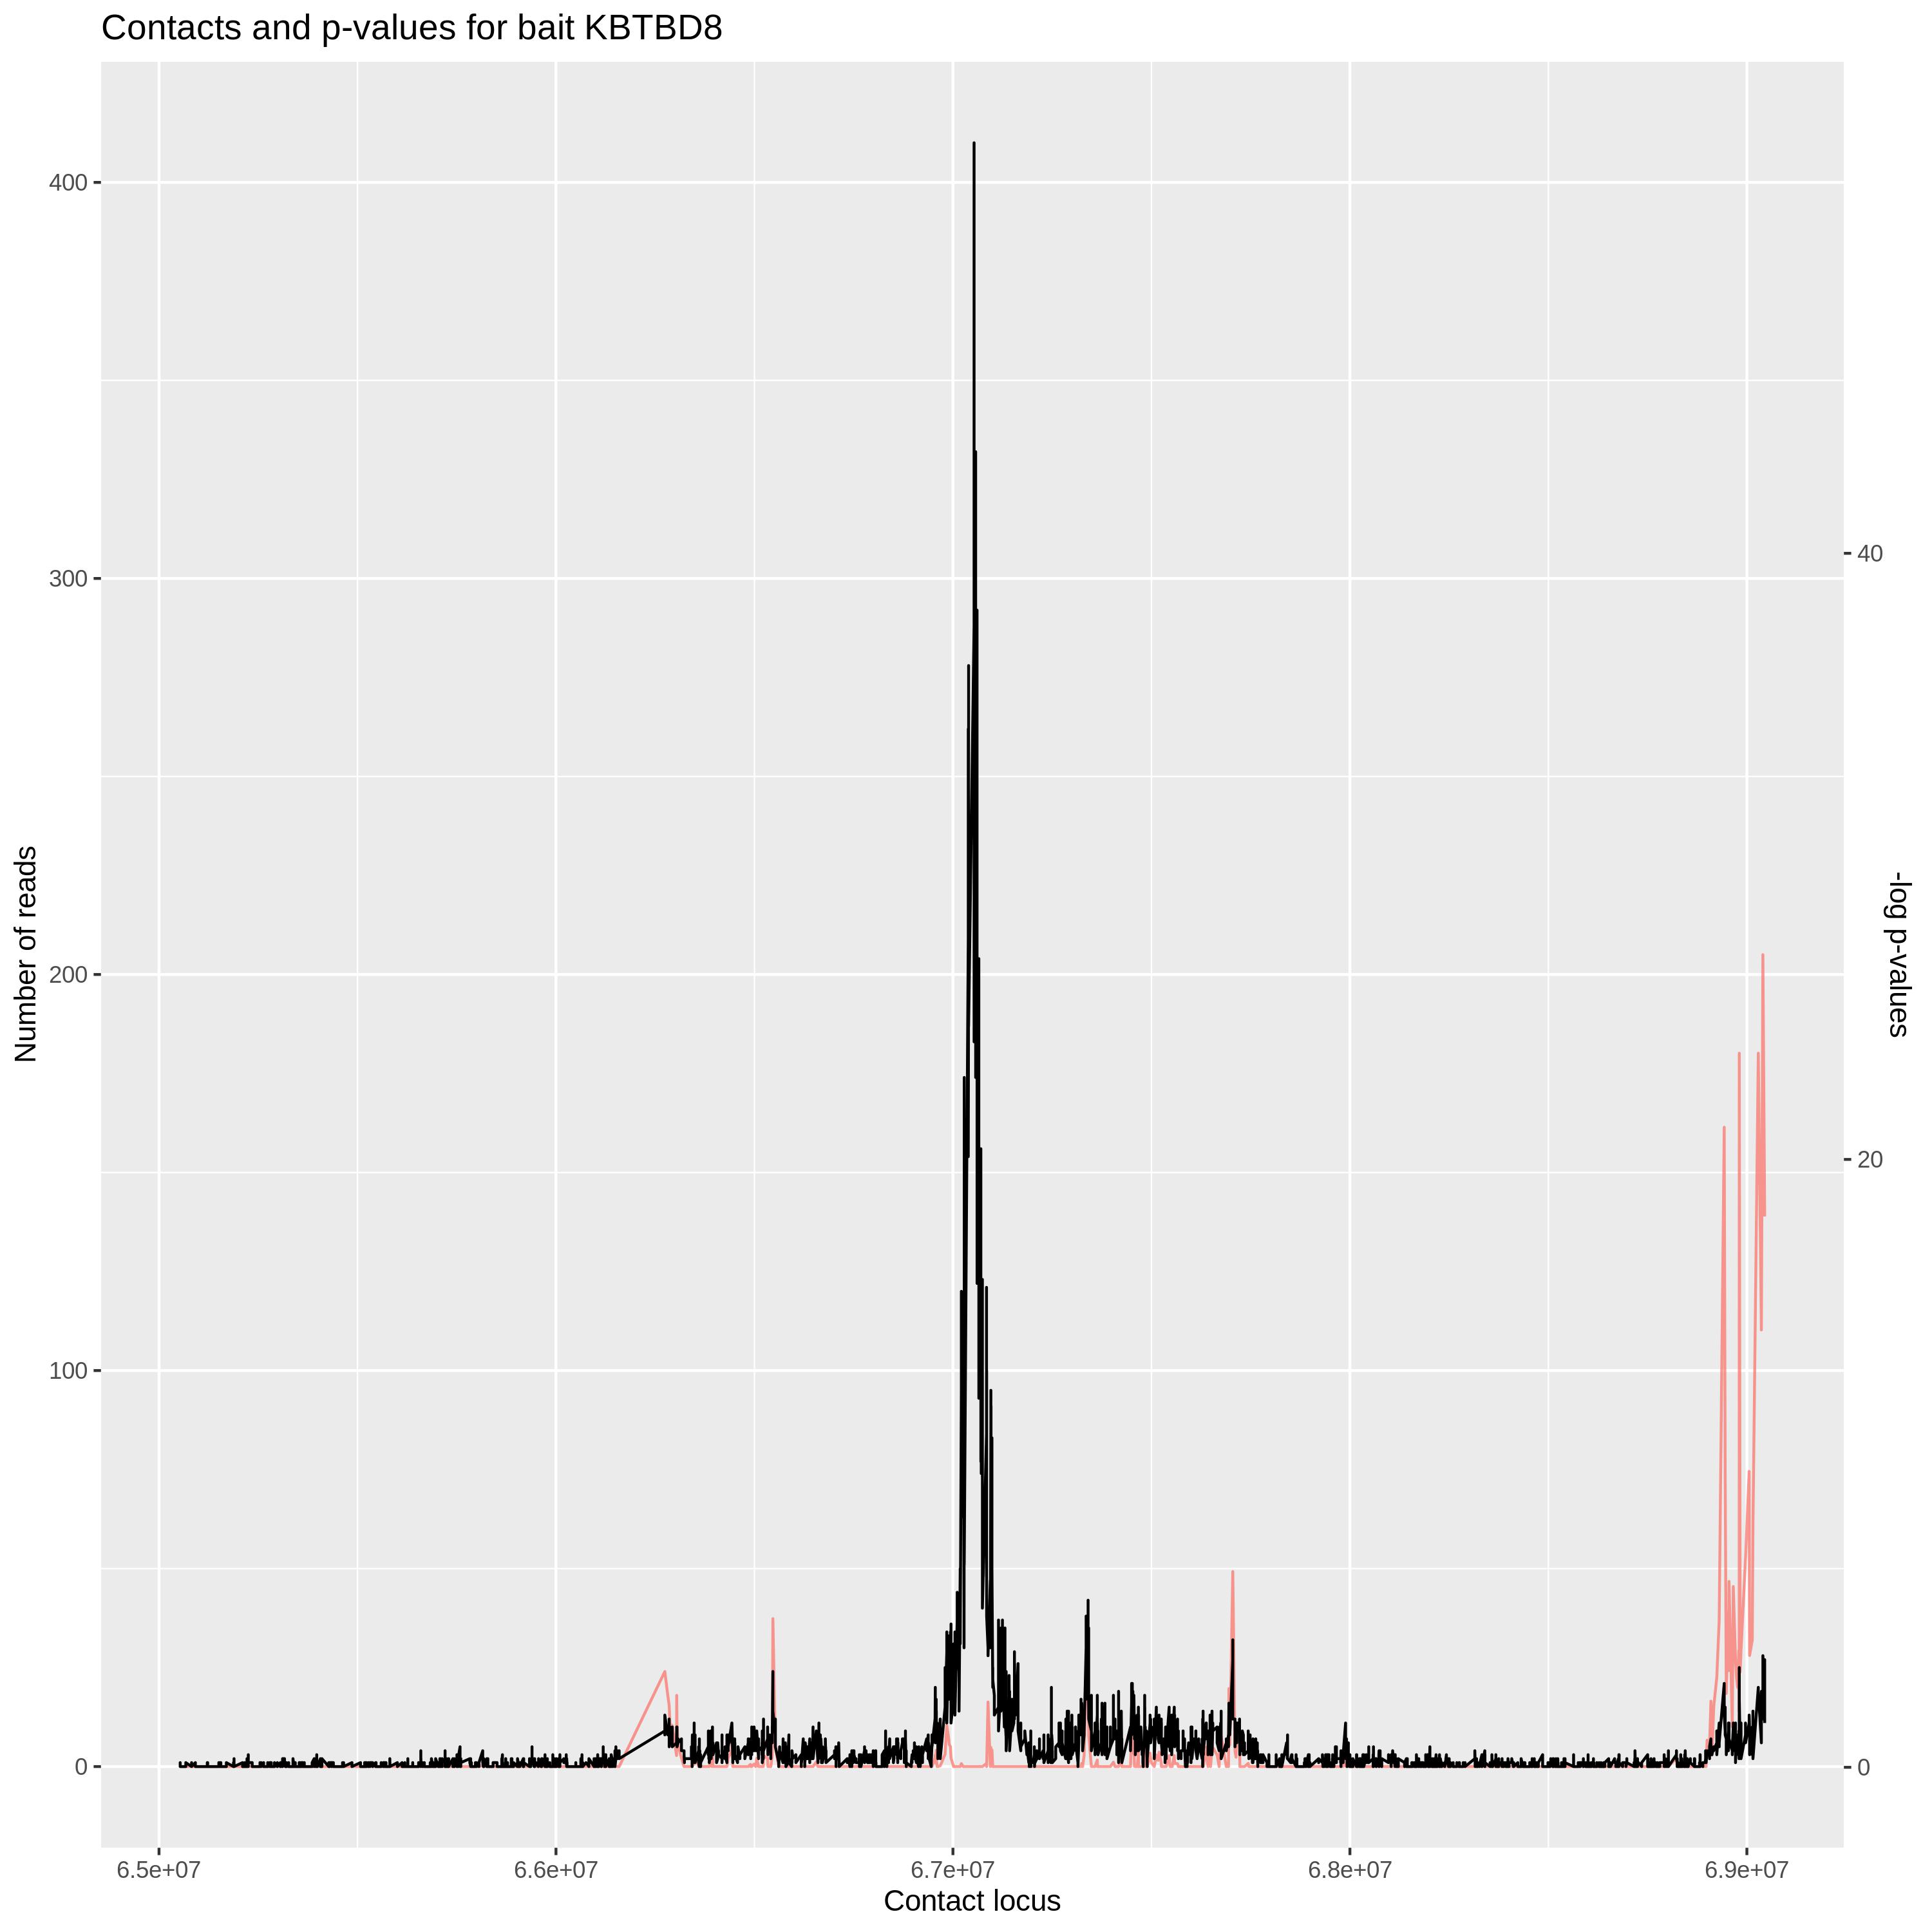 Contacts and p-values for bait KBTBD8
400
300
200
100
0
Number of reads
40
20
0
-log p-values
6.5e+07 6.6e+07 6.7e+07 6.8e+07 6.9e+07
Contact locus